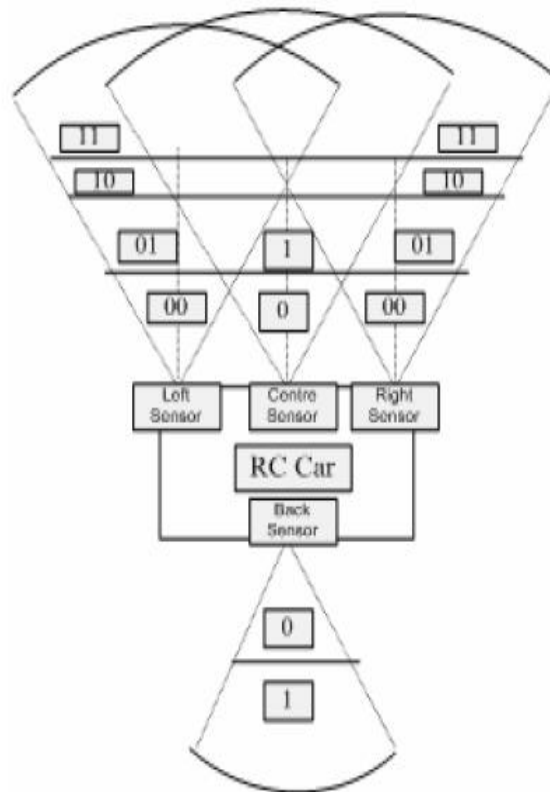 11 11
10 10
01 1 01
00 0 00
Left Centre Right
Sensor Sensor Sensor
RC Car
Back
Sensor
0
1